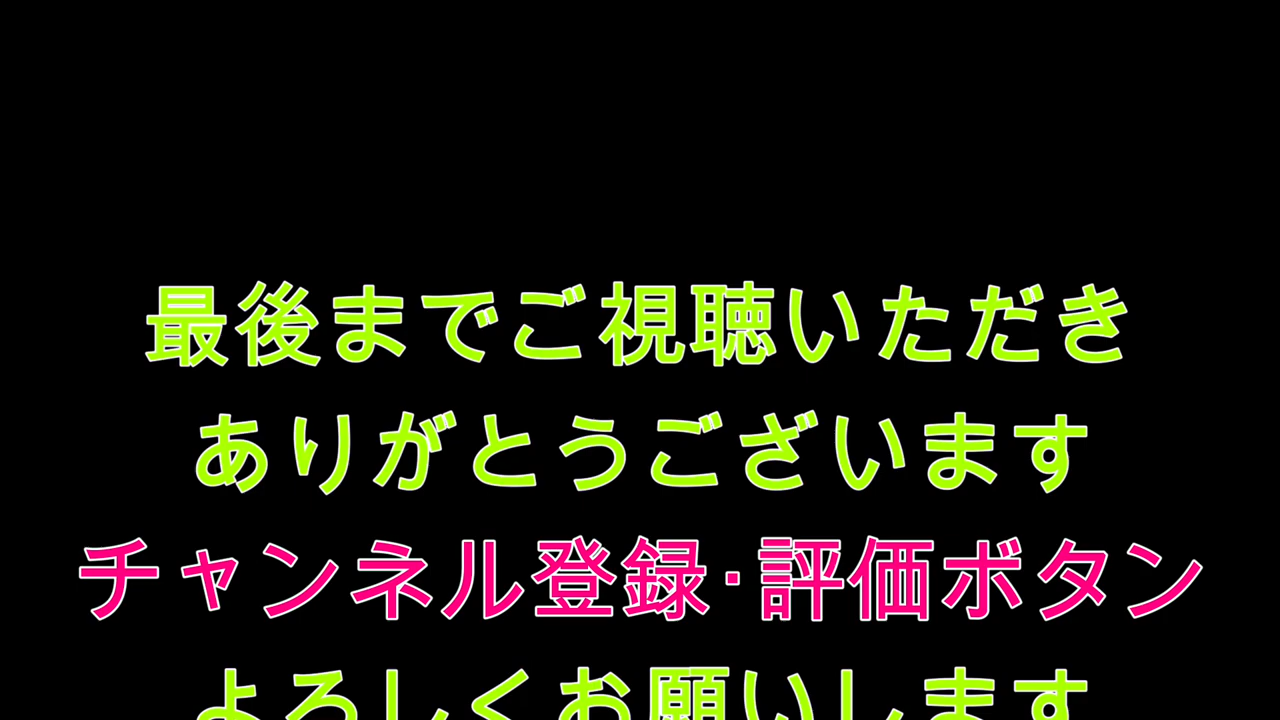 最後までご視聴いただき
ありがとうございます
チャンネル登録・評価ボタン
よろしくお願いします